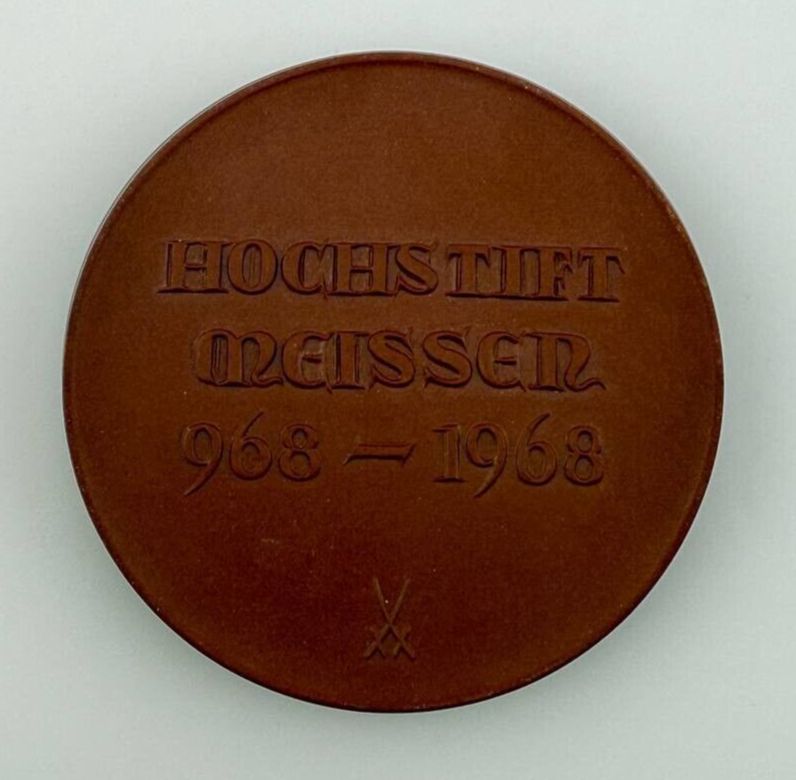 HOCHSTIFT
MEISSEN
968 – 1968